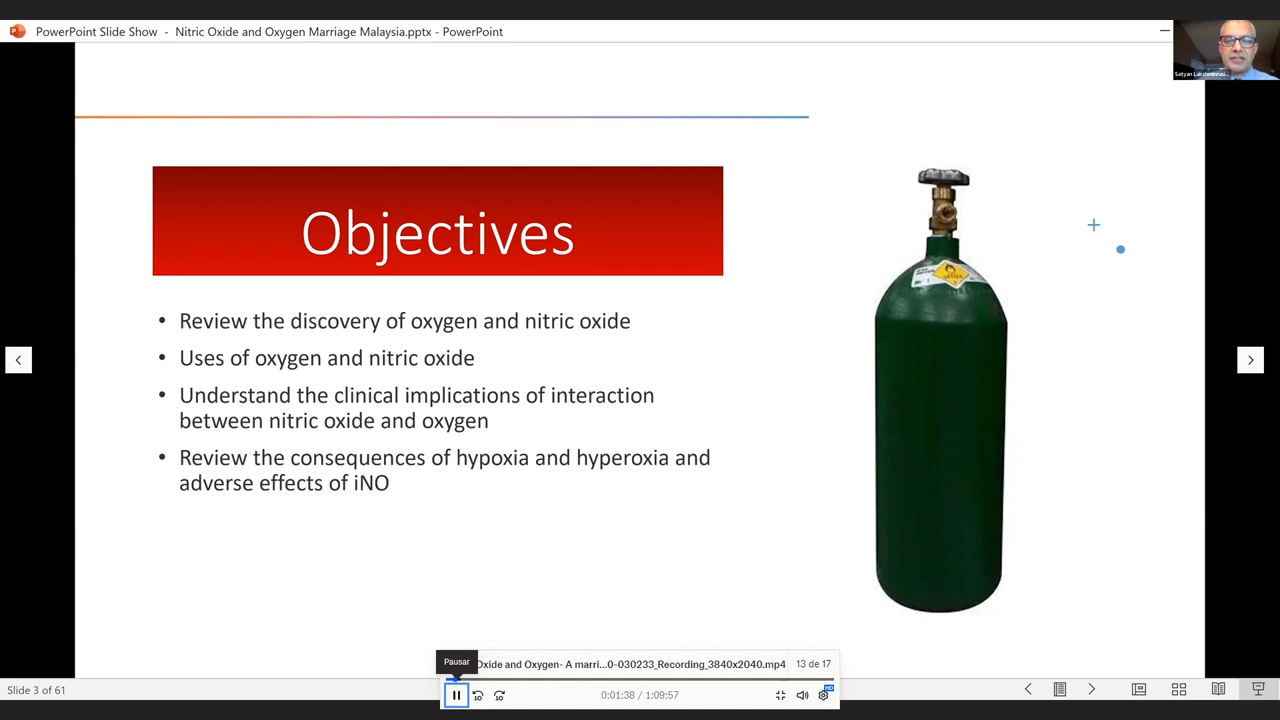 PowerPoint Slide Show - Nitric Oxide and Oxygen Marriage Malaysia.pptx - PowerPoint
Objectives
• Review the discovery of oxygen and nitric oxide
• Uses of oxygen and nitric oxide
• Understand the clinical implications of interaction
between nitric oxide and oxygen
• Review the consequences of hypoxia and hyperoxia and
adverse effects of iNO
Pausar
Oxide and Oxygen- A marri...0-030233_Recording_3840x2040.mp4
13 de 17
10
10
0:01:38 / 1:09:57
HD
Slide 3 of 61